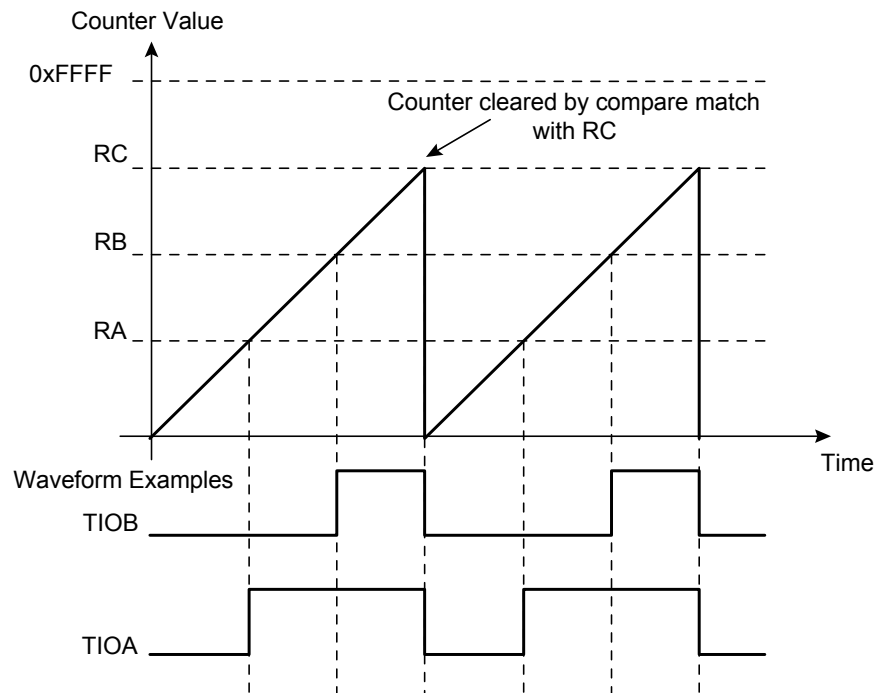 Counter Value
0xFFFF
Counter cleared by compare match
with RC
RC
RB
RA
Time
Waveform Examples
TIOB
TIOA